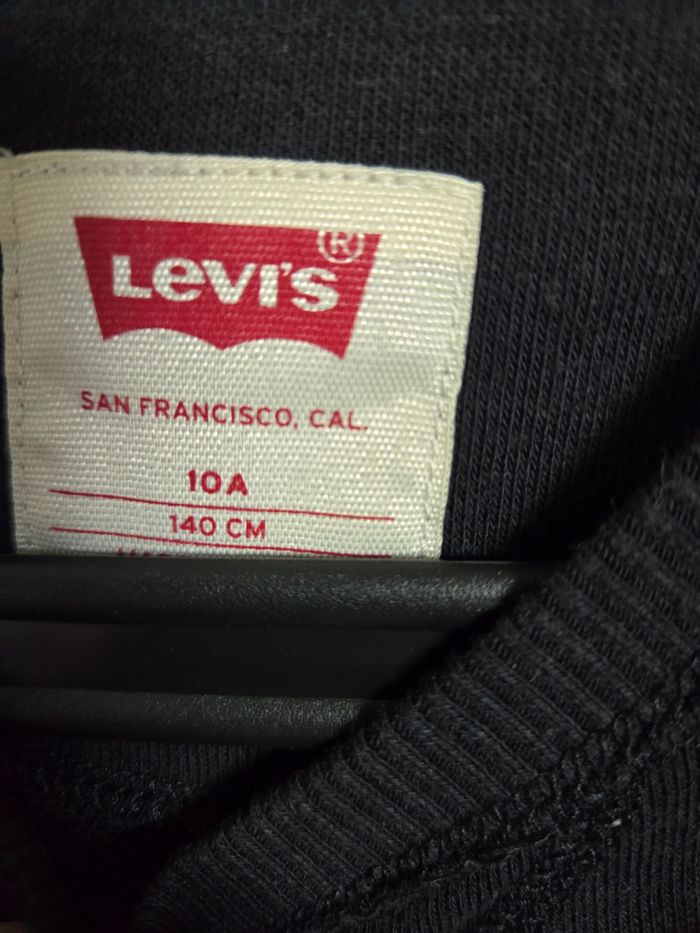 LEVI'S®
SAN FRANCISCO, CAL.
10A
140 CM